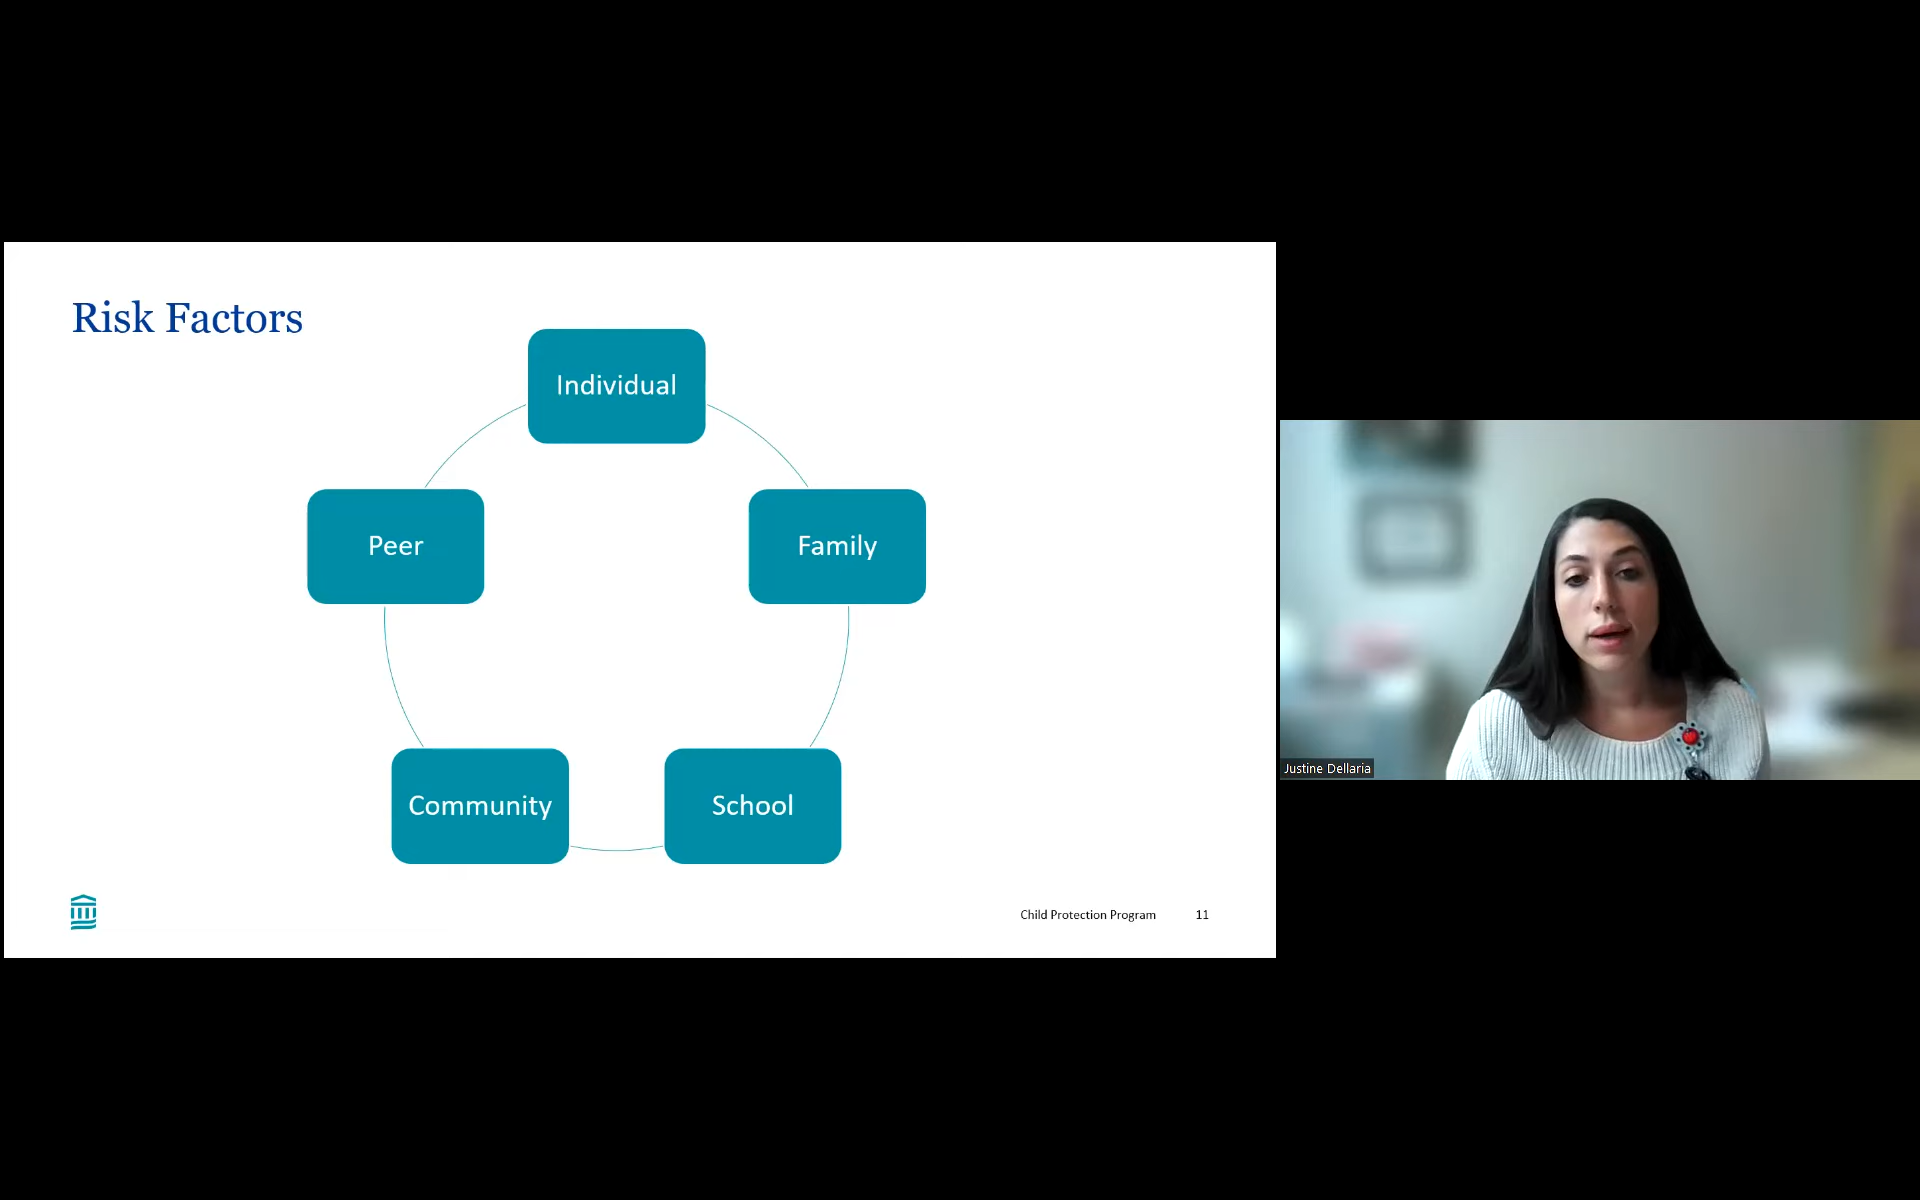 Risk Factors
Individual
Peer
Family
Community
School
Child Protection Program 11
Justine Dellaria